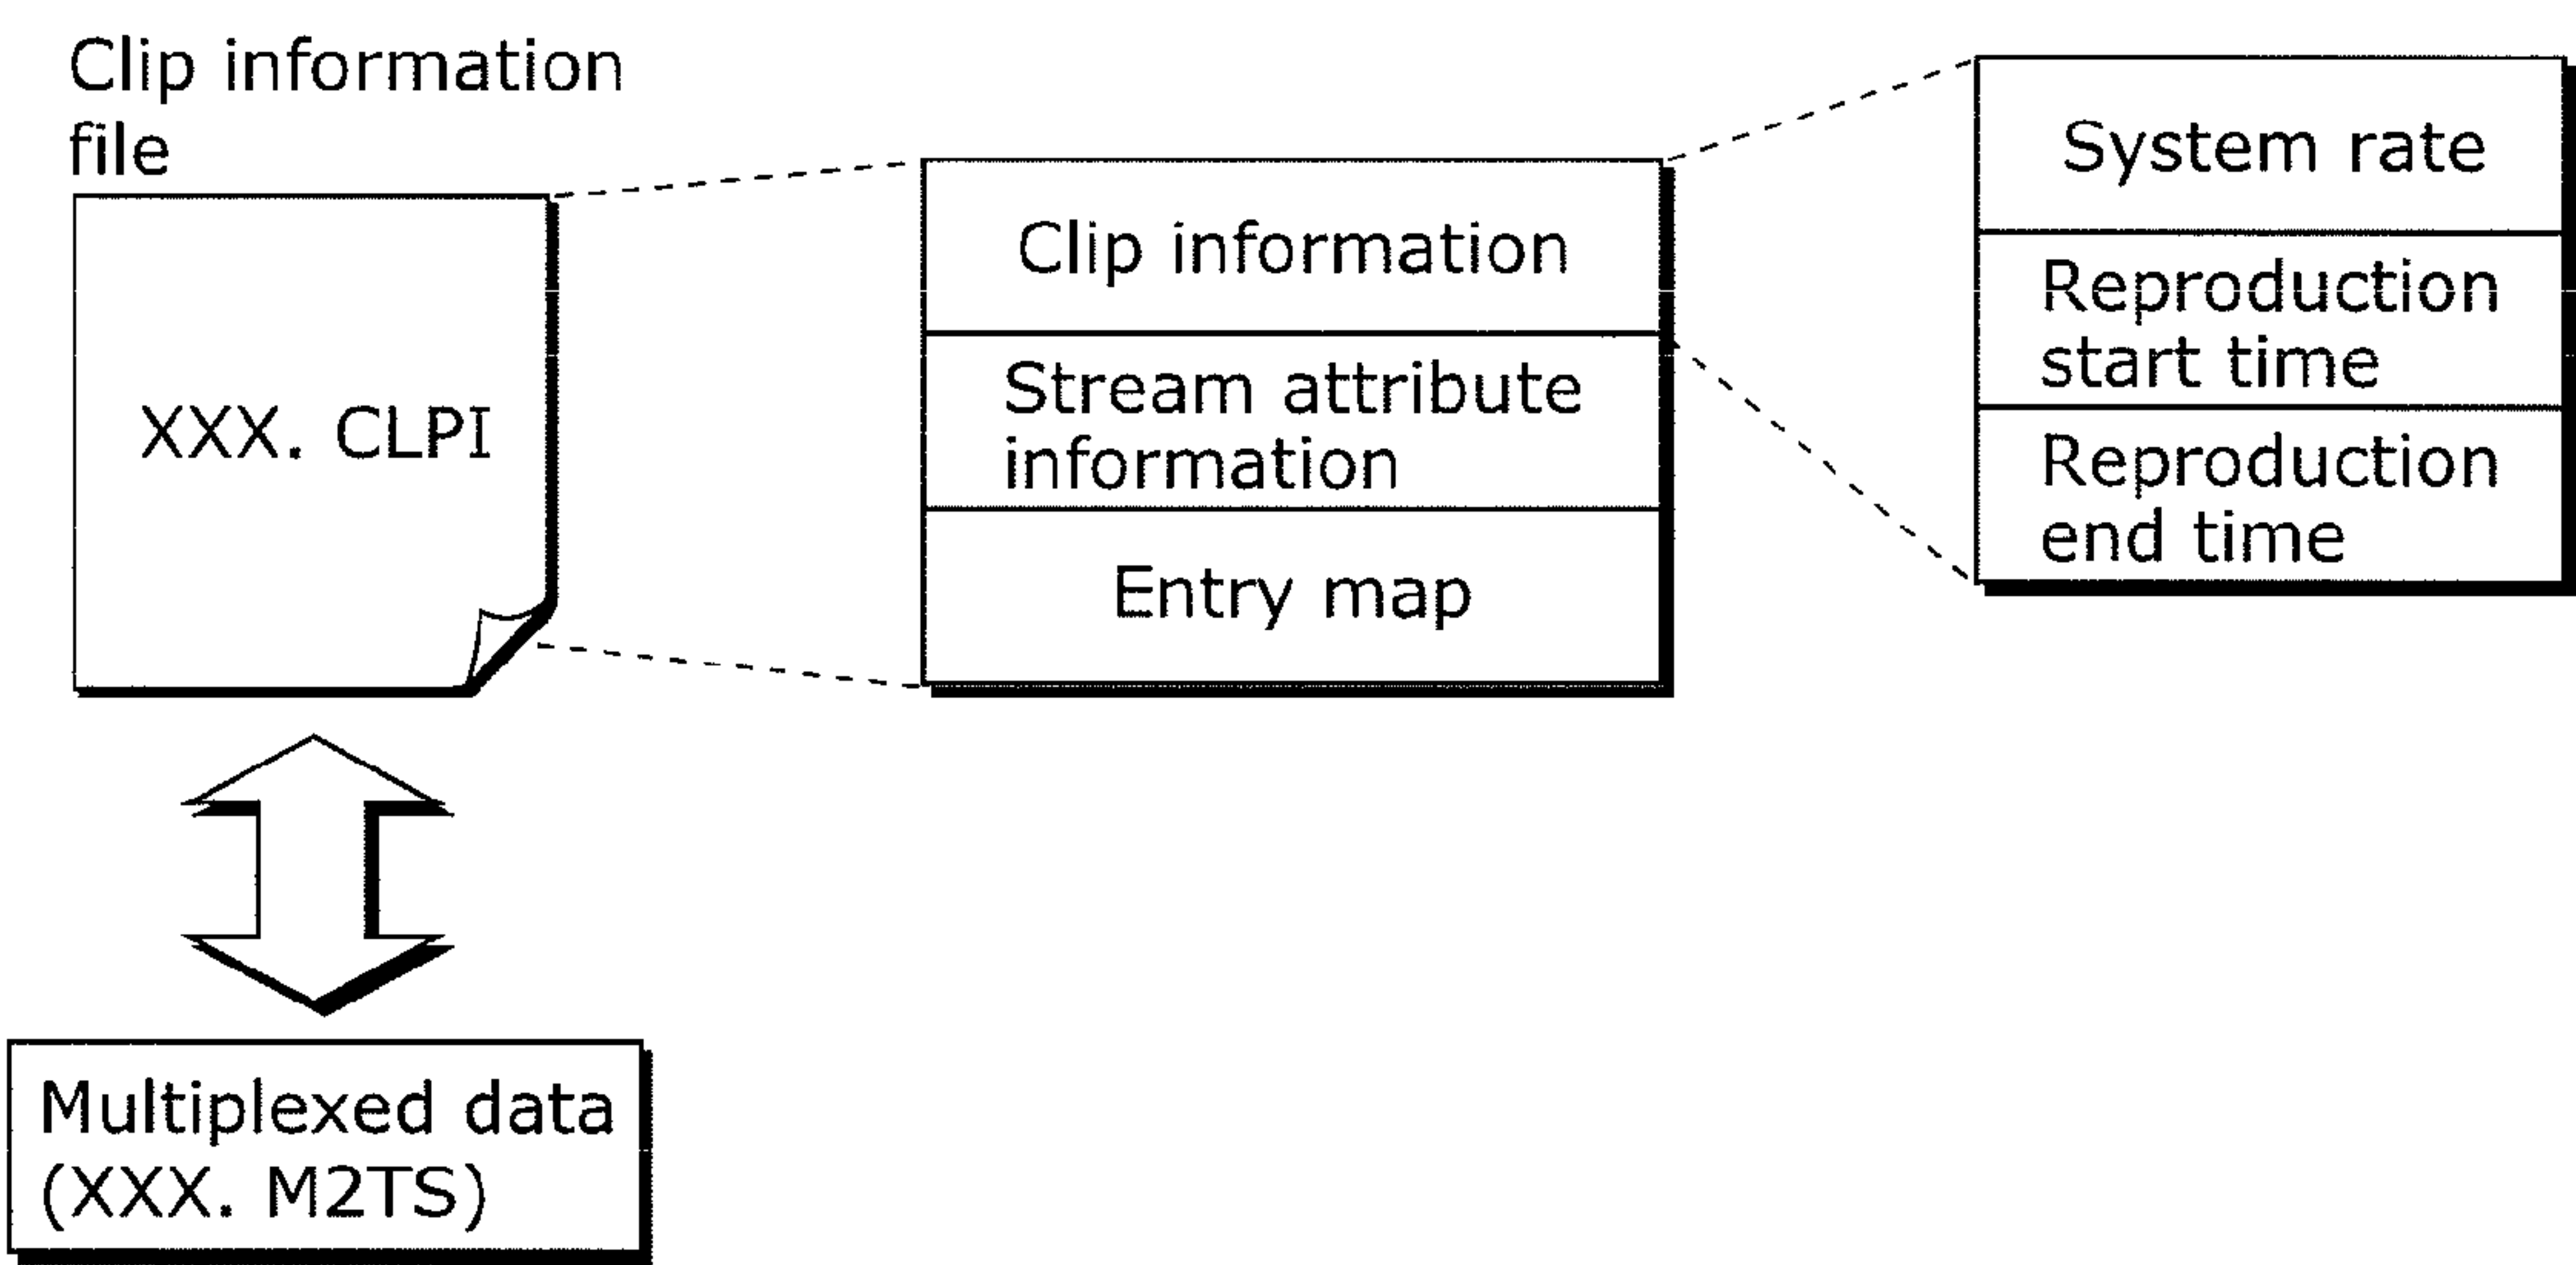 Clip information
file
XXX. CLPI
Clip information
Stream attribute
information
Entry map
System rate
Reproduction
start time
Reproduction
end time
Multiplexed data
(XXX. M2TS)